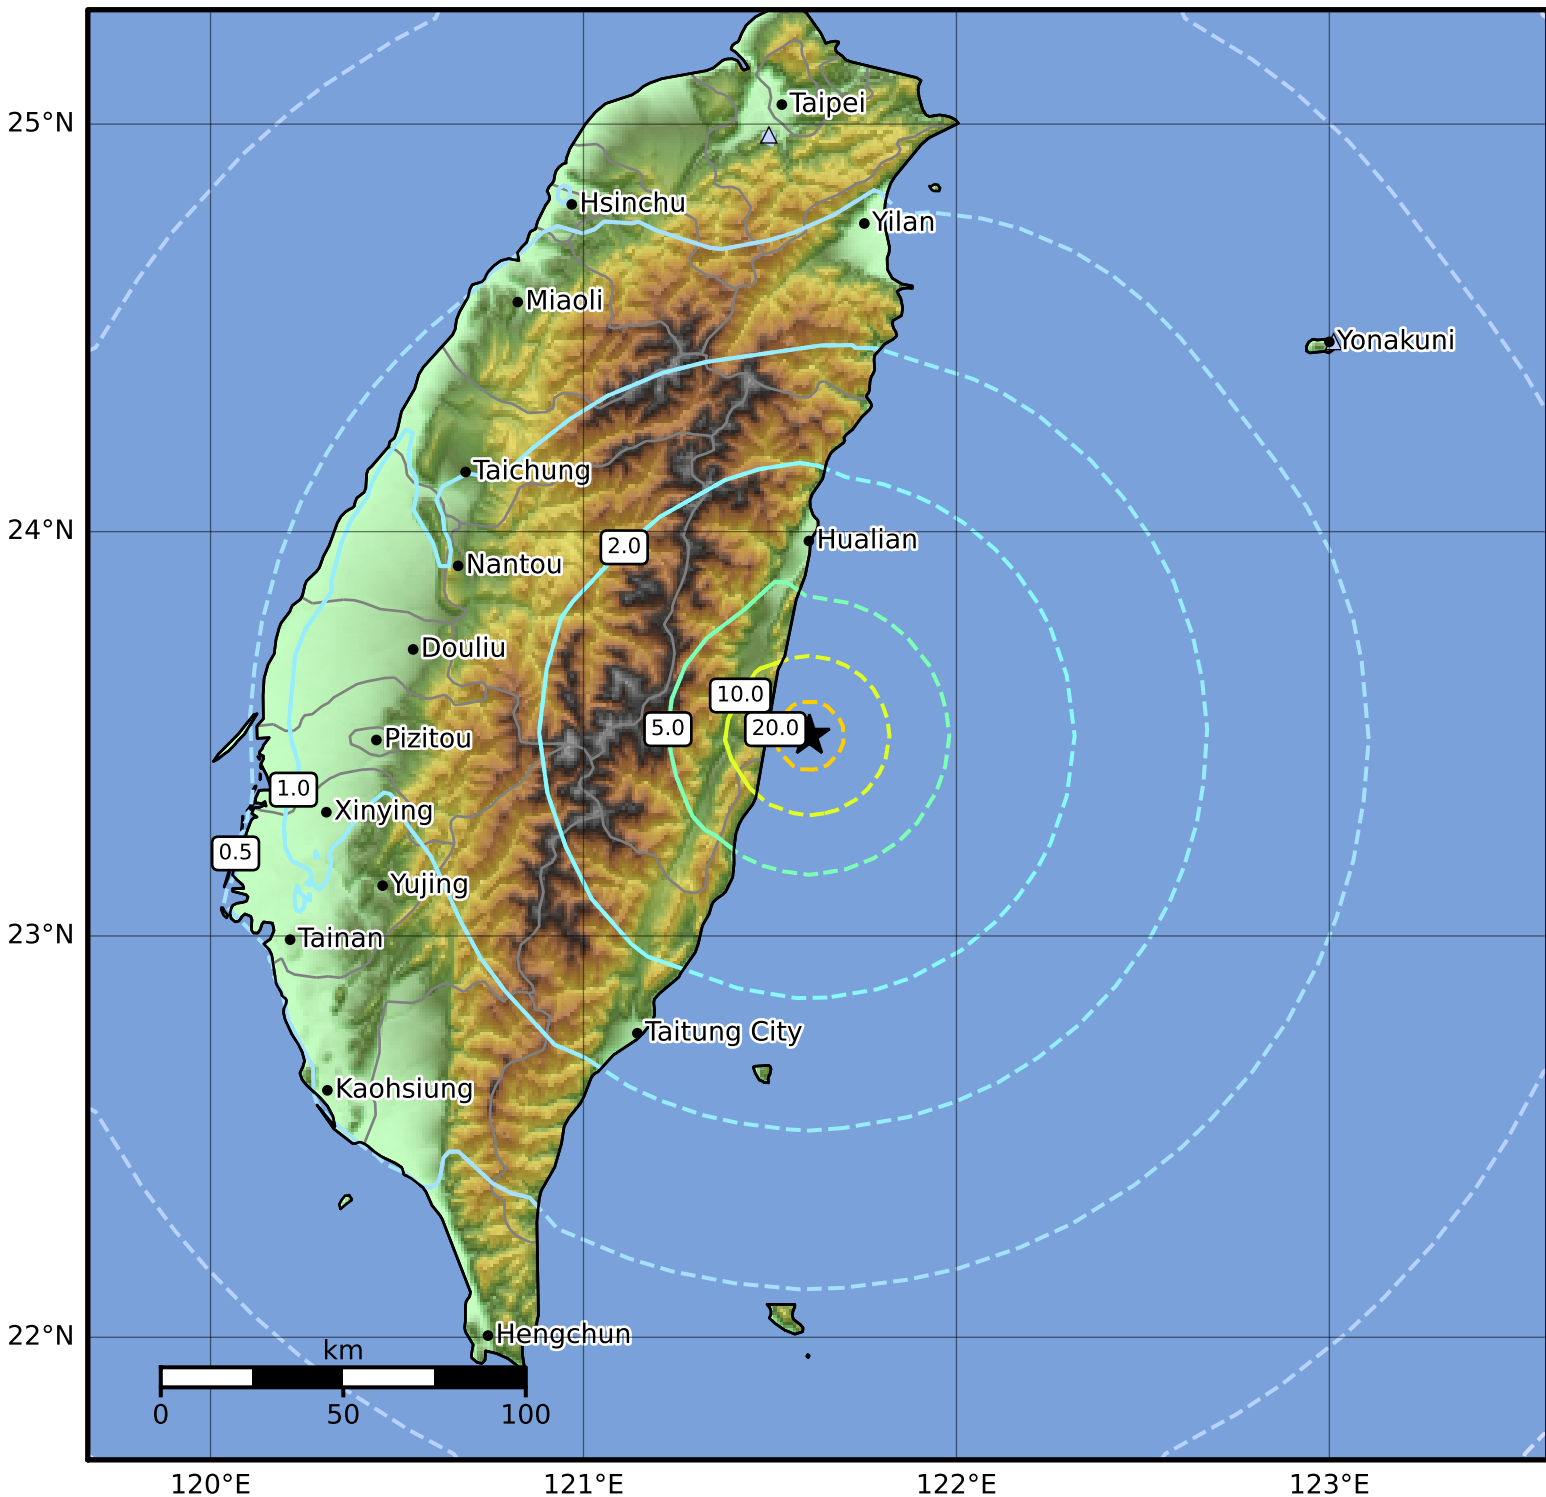 Taipei
25°N
Hsinchu
Yilan
Miaoli
Yonakuni
Taichung
24°N
Hualian
2.0
Nantou
Douliu
10.0
5.0
20.0
Pizitou
1.0
Xinying
0.5
Yujing
23°N
Tainan
Taitung City
Kaohsiung
22°N
Hengchun
km
0 50 100
120°E 121°E 122°E 123°E